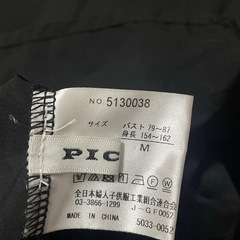 NO. 5130038
サイズ
バスト 79~87
身長 154~162
M
PIC
全日本婦人子供服工業組合連合会
03-3866-1299 J-GF0052
MADE IN CHINA 5033-0052